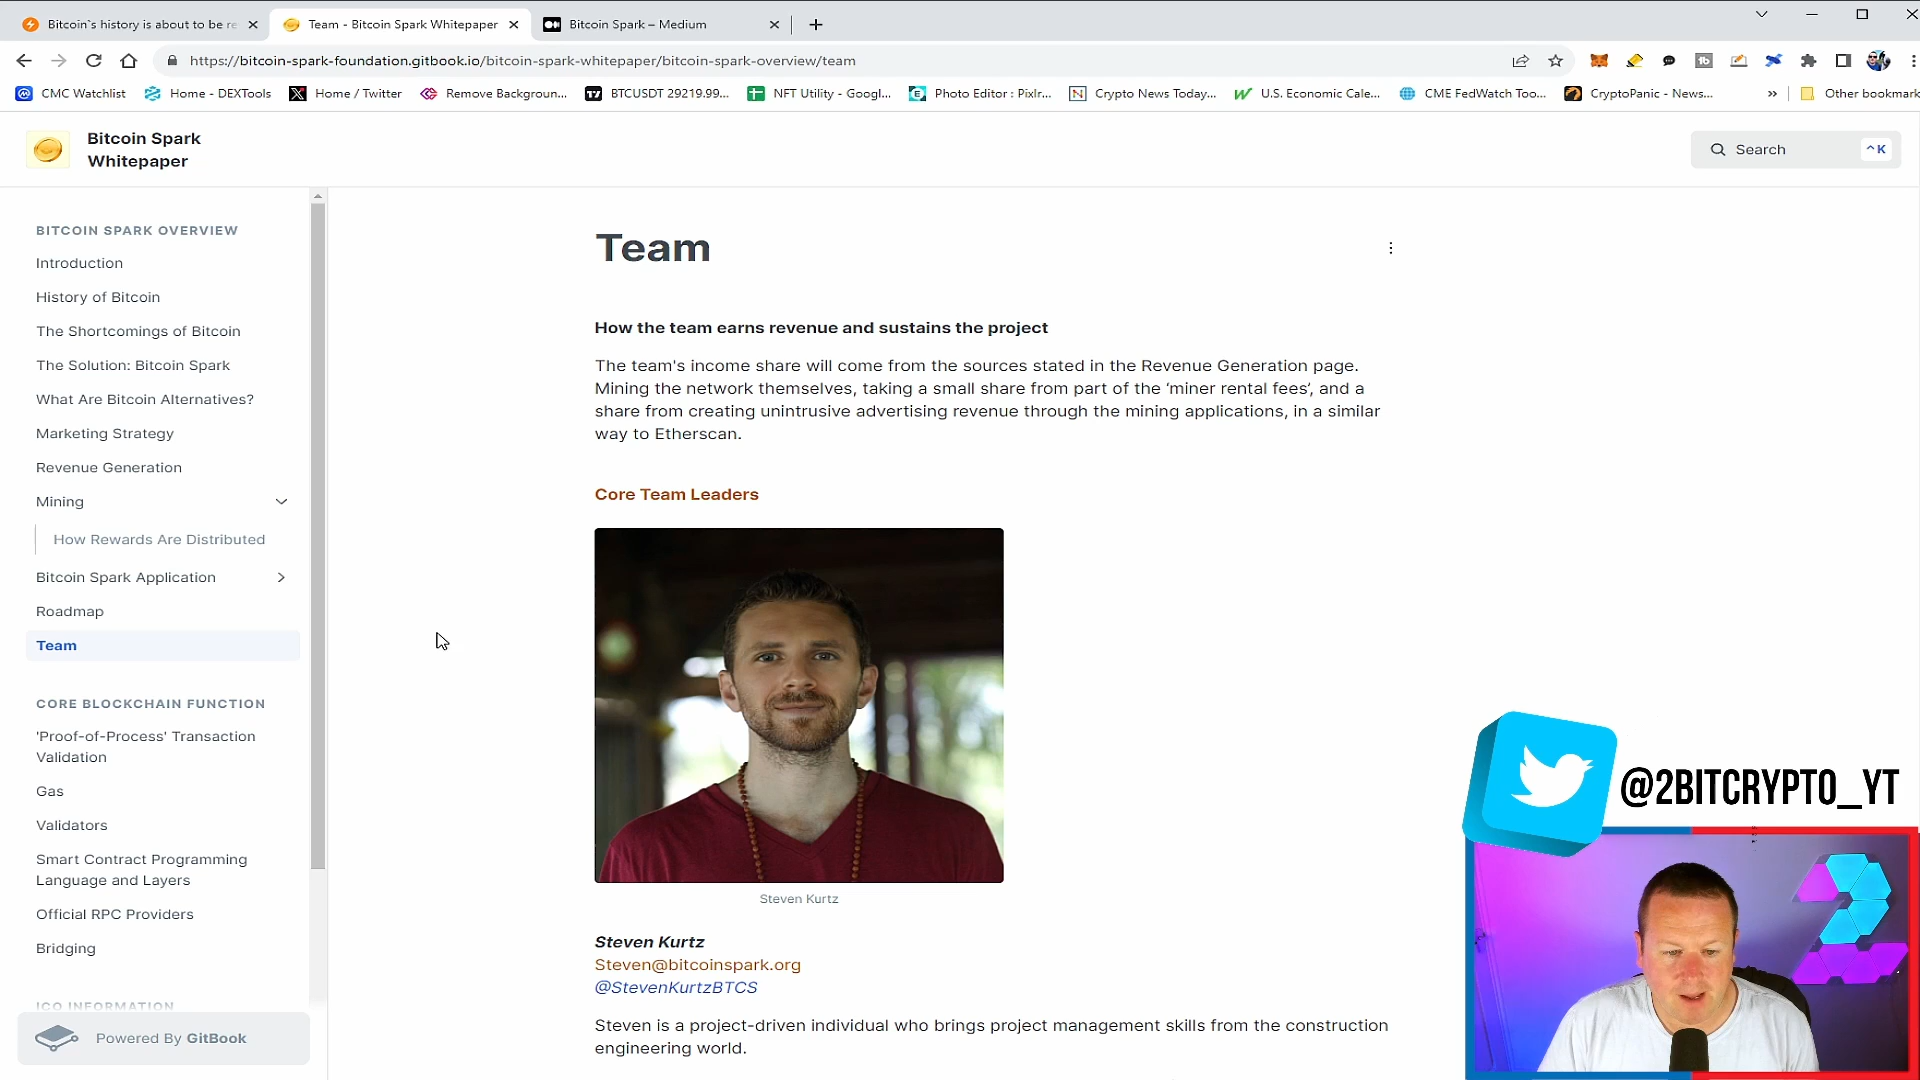 Bitcoin`s history is about to be re
Team - Bitcoin Spark Whitepaper
Bitcoin Spark – Medium
https://bitcoin-spark-foundation.gitbook.io/bitcoin-spark-whitepaper/bitcoin-spark-overview/team
CMC Watchlist
Home - DEXTools
Home / Twitter
Remove Backgroun...
BTCUSDT 29219.99...
NFT Utility - Googl...
Photo Editor : Pixlr...
Crypto News Today...
U.S. Economic Cale...
CME FedWatch Too...
CryptoPanic - News...
»
Other bookmark
Bitcoin Spark
Whitepaper
Search
^ K
BITCOIN SPARK OVERVIEW
Introduction
History of Bitcoin
The Shortcomings of Bitcoin
The Solution: Bitcoin Spark
What Are Bitcoin Alternatives?
Marketing Strategy
Revenue Generation
Mining
How Rewards Are Distributed
Bitcoin Spark Application
Roadmap
Team
CORE BLOCKCHAIN FUNCTION
'Proof-of-Process' Transaction
Validation
Gas
Validators
Smart Contract Programming
Language and Layers
Official RPC Providers
Bridging
ICO INFORMATION
Powered By GitBook
Team
How the team earns revenue and sustains the project
The team's income share will come from the sources stated in the Revenue Generation page.
Mining the network themselves, taking a small share from part of the ‘miner rental fees’, and a
share from creating unintrusive advertising revenue through the mining applications, in a similar
way to Etherscan.
Core Team Leaders
Steven Kurtz
Steven Kurtz
Steven@bitcoinspark.org
@StevenKurtzBTCS
Steven is a project-driven individual who brings project management skills from the construction
engineering world.
@2BITCRYPTO_YT